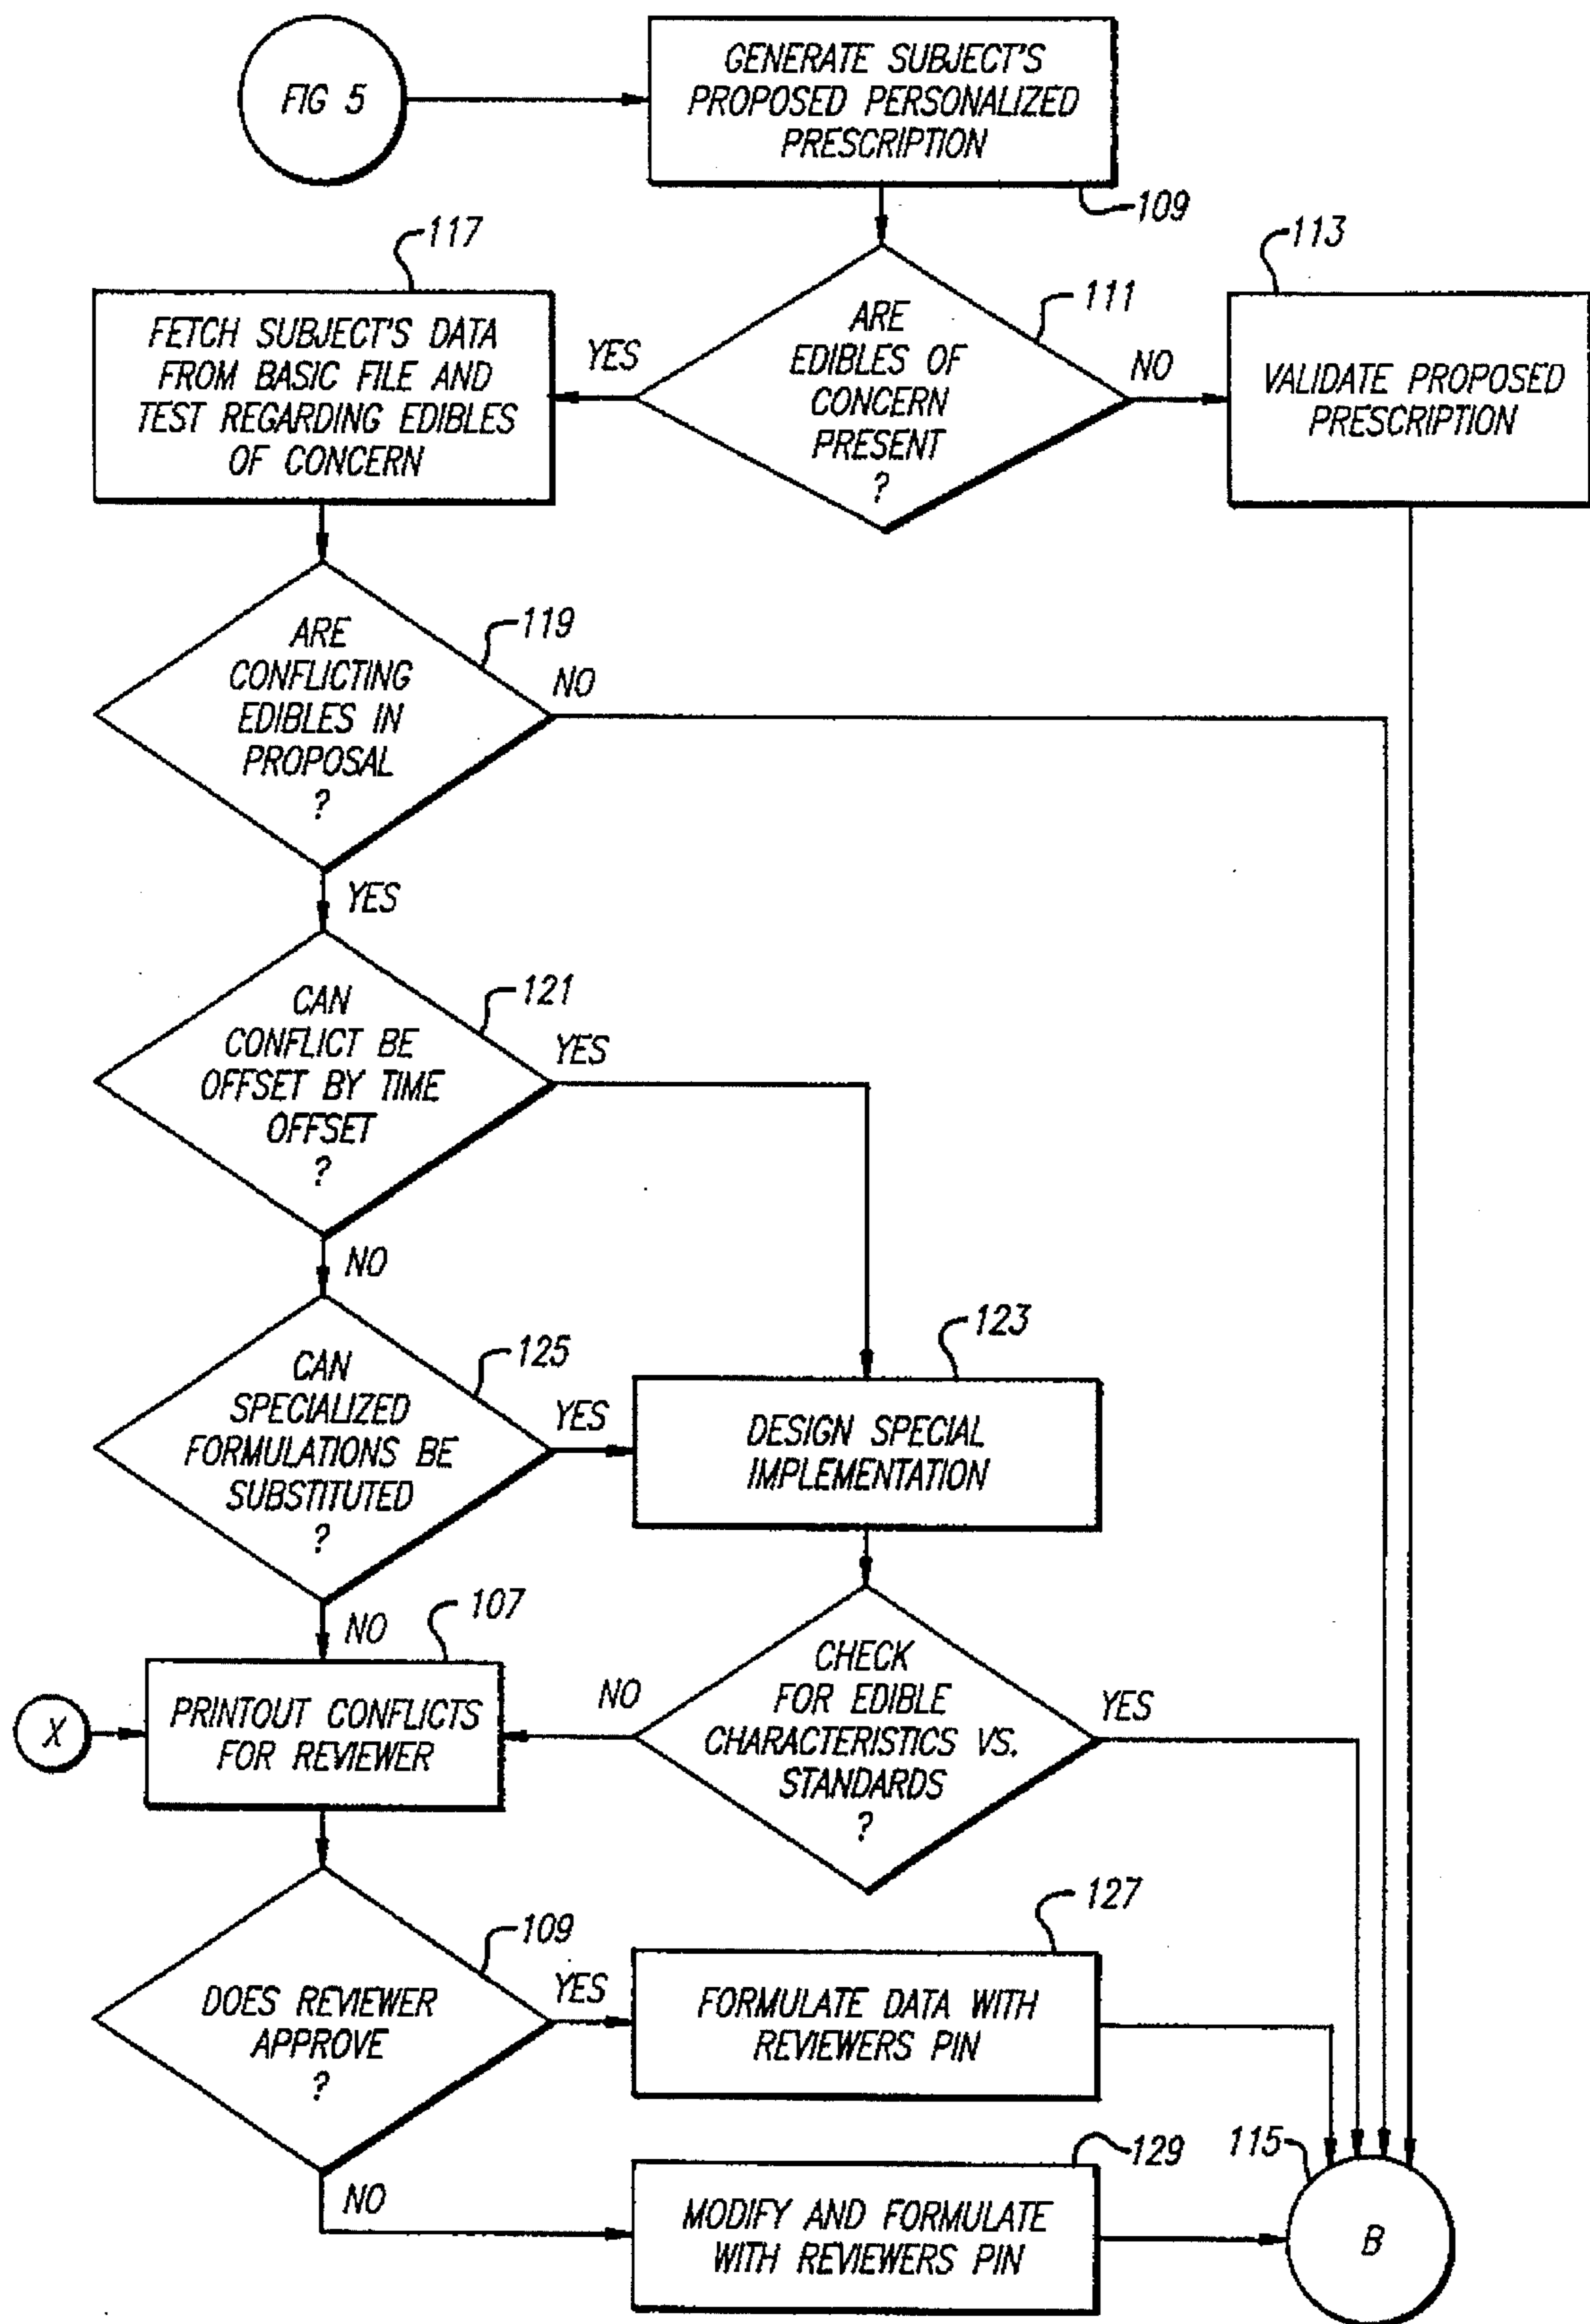 FIG 5
GENERATE SUBJECT'S
PROPOSED PERSONALIZED
PRESCRIPTION
109
117
FETCH SUBJECT'S DATA
FROM BASIC FILE AND
TEST REGARDING EDIBLES
OF CONCERN
YES
ARE
EDIBLES OF
CONCERN
PRESENT
?
111
NO
113
VALIDATE PROPOSED
PRESCRIPTION
ARE
CONFLICTING
EDIBLES IN
PROPOSAL
?
119
NO
YES
CAN
CONFLICT BE
OFFSET BY TIME
OFFSET
?
121
YES
NO
CAN
SPECIALIZED
FORMULATIONS BE
SUBSTITUTED
?
125
YES
123
DESIGN SPECIAL
IMPLEMENTATION
NO
107
X
PRINTOUT CONFLICTS
FOR REVIEWER
NO
CHECK
FOR EDIBLE
CHARACTERISTICS VS.
STANDARDS
?
YES
DOES REVIEWER
APPROVE
?
109
YES
127
FORMULATE DATA WITH
REVIEWERS PIN
NO
129
MODIFY AND FORMULATE
WITH REVIEWERS PIN
115
B